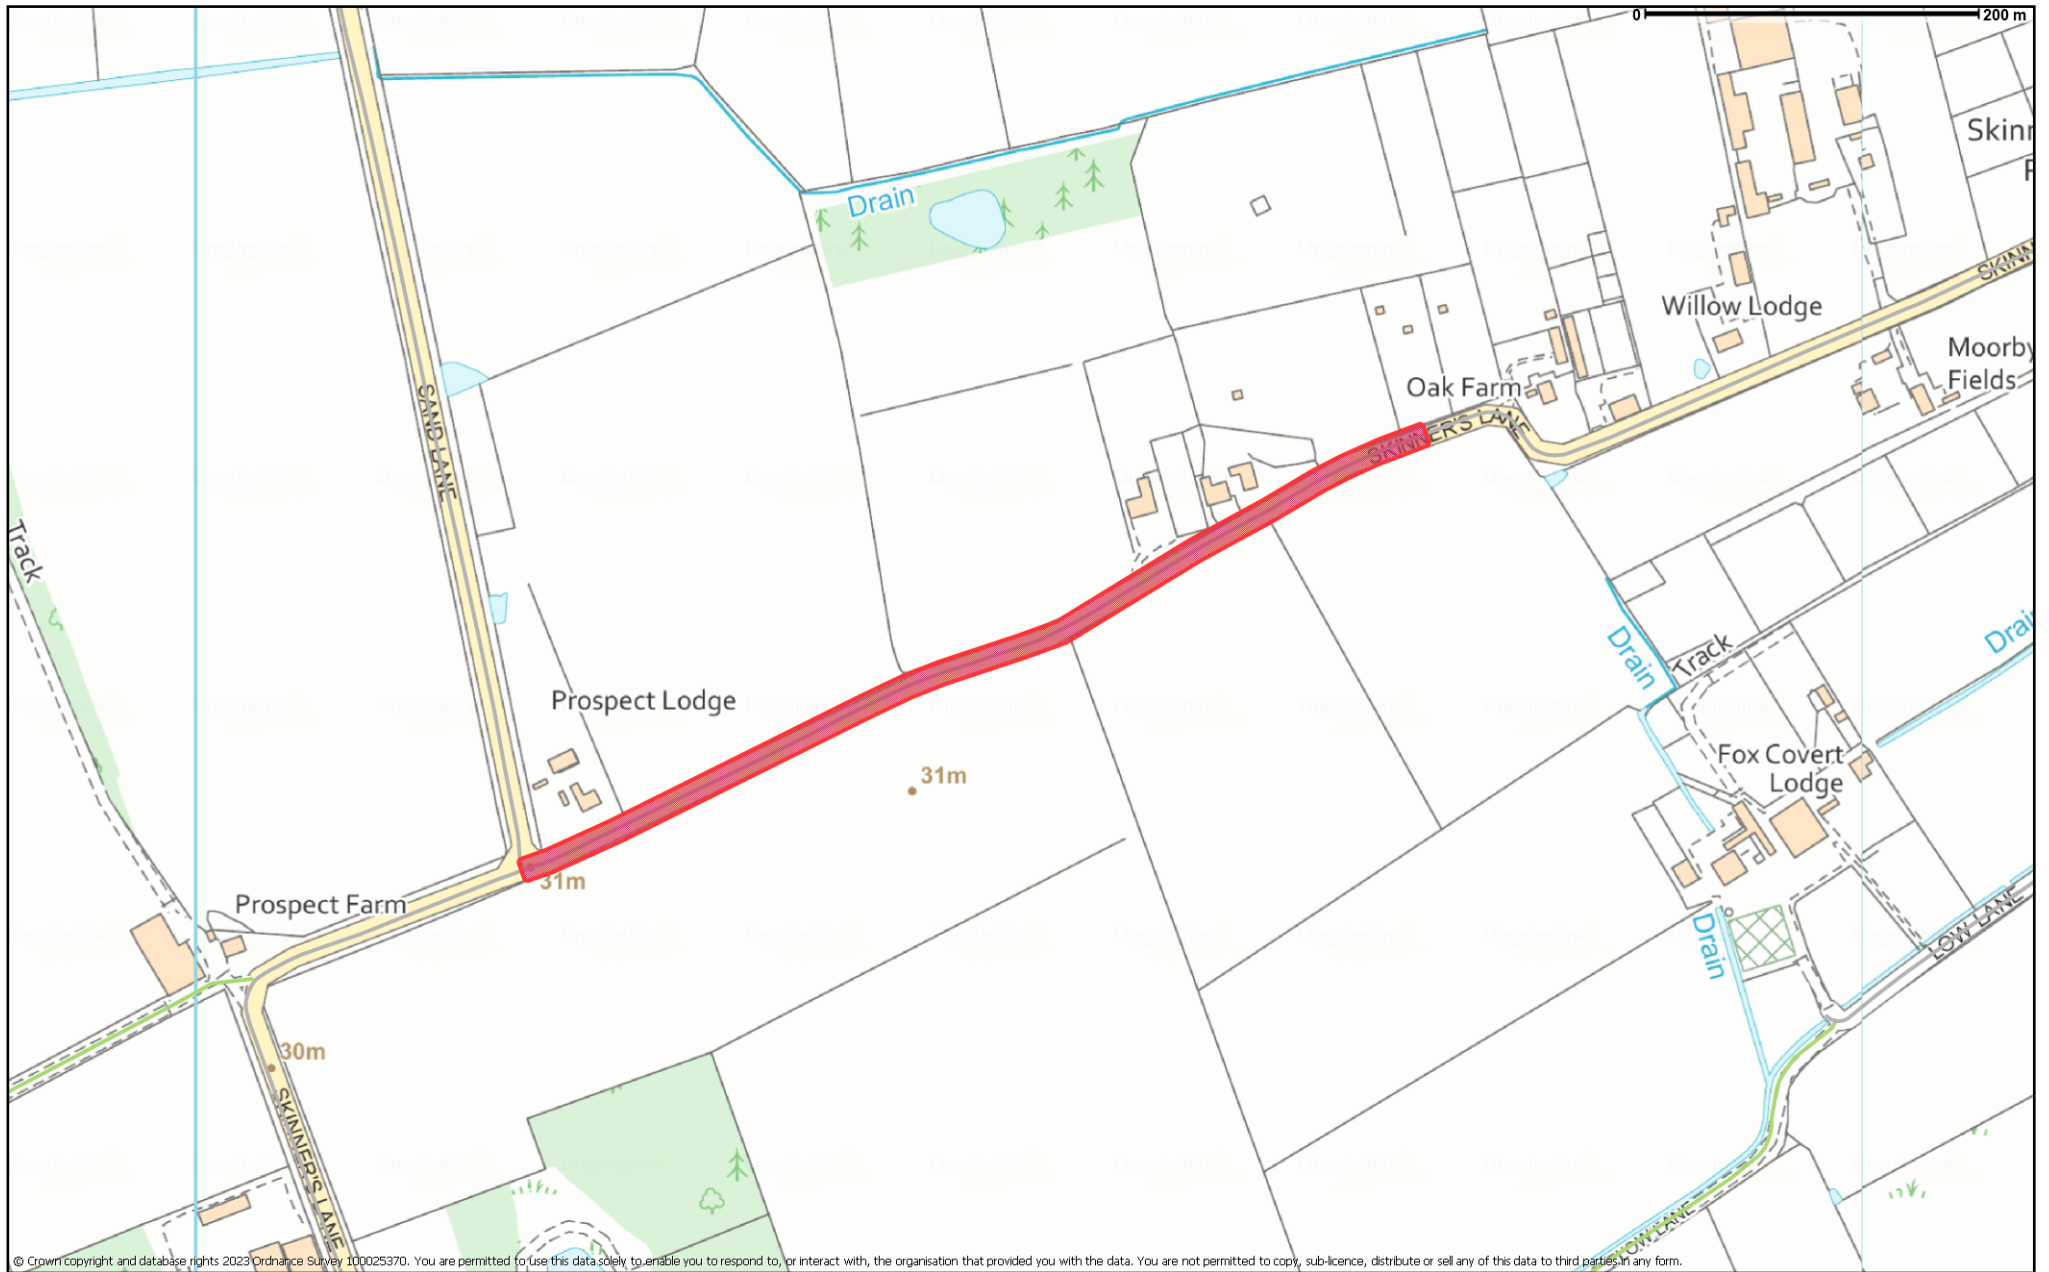 0 200 m
Skinn
F
Drain
SKINN
Willow Lodge
Moorby
Fields
Oak Farm
SKINNER'S LANE
SAND LANE
Track
Drain
Track
Drain
Prospect Lodge
31m
Fox Covert
Lodge
31m
Prospect Farm
Drain
LOW LANE
30m
SKINNER'S LANE
LOW LANE
© Crown copyright and database rights 2023 Ordnance Survey 100025370. You are permitted to use this data solely to enable you to respond to, or interact with, the organisation that provided you with the data. You are not permitted to copy, sub-licence, distribute or sell any of this data to third parties in any form.